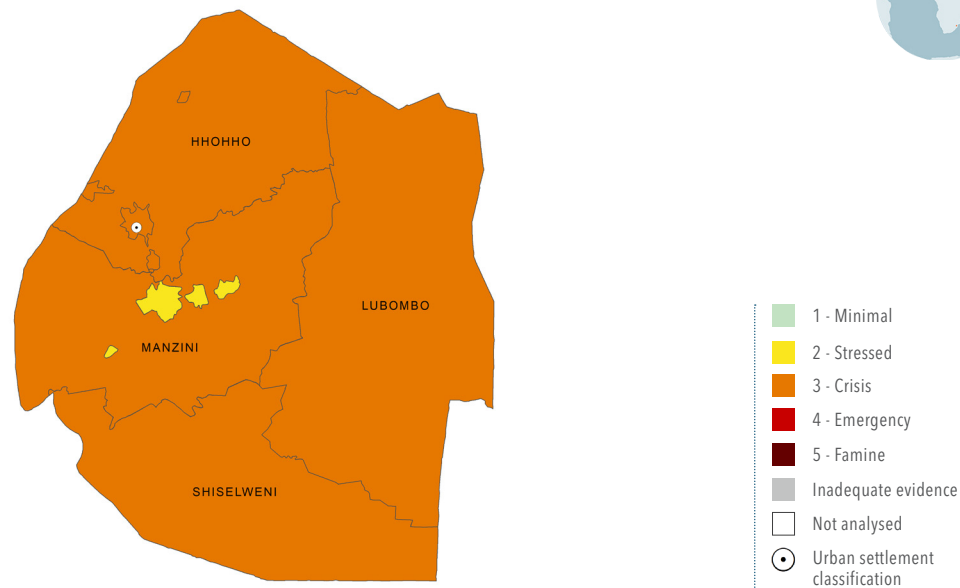 HHOHHO
LUBOMBO
MANZINI
SHISELWENI
1 - Minimal
2 - Stressed
3 - Crisis
4 - Emergency
5 - Famine
Inadequate evidence
Not analysed
Urban settlement
classification